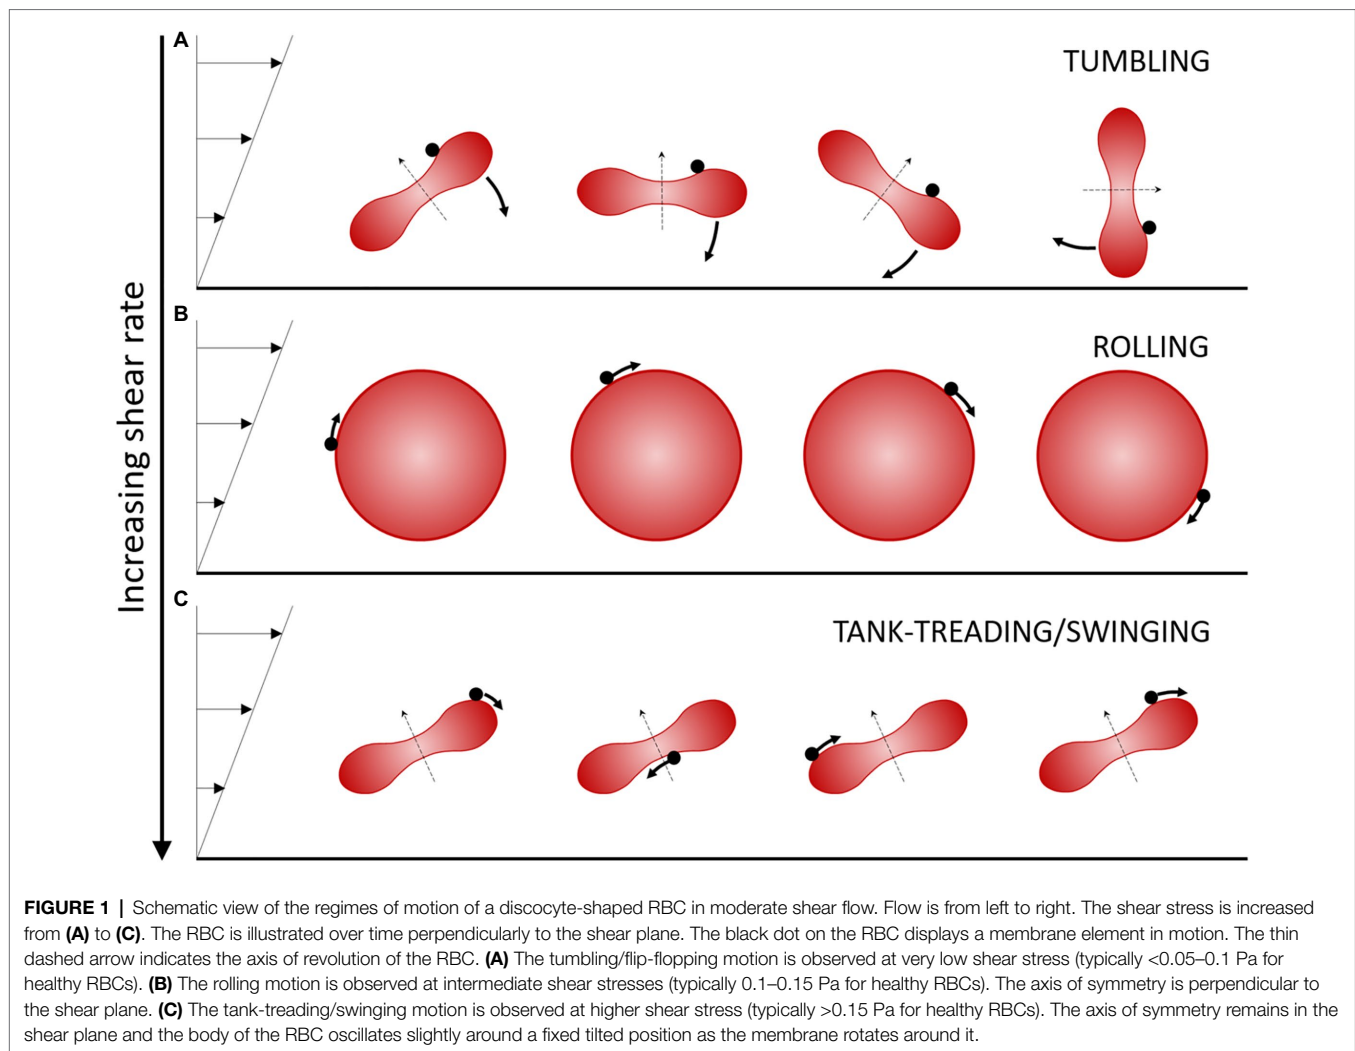 A
TUMBLING
Increasing shear rate
B
ROLLING
C
TANK-TREADING/SWINGING
FIGURE 1 | Schematic view of the regimes of motion of a discocyte-shaped RBC in moderate shear flow. Flow is from left to right. The shear stress is increased
from (A) to (C). The RBC is illustrated over time perpendicularly to the shear plane. The black dot on the RBC displays a membrane element in motion. The thin
dashed arrow indicates the axis of revolution of the RBC. (A) The tumbling/flip-flopping motion is observed at very low shear stress (typically <0.05–0.1 Pa for
healthy RBCs). (B) The rolling motion is observed at intermediate shear stresses (typically 0.1–0.15 Pa for healthy RBCs). The axis of symmetry is perpendicular to
the shear plane. (C) The tank-treading/swinging motion is observed at higher shear stress (typically >0.15 Pa for healthy RBCs). The axis of symmetry remains in the
shear plane and the body of the RBC oscillates slightly around a fixed tilted position as the membrane rotates around it.